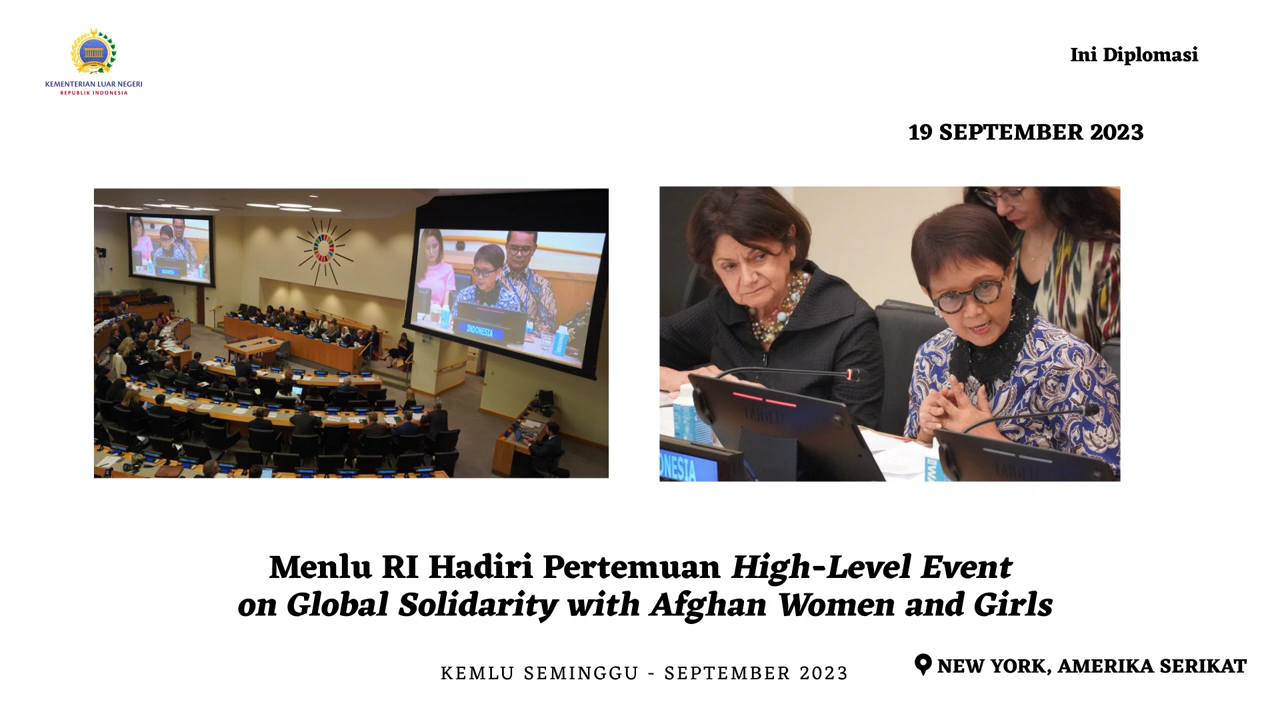 KEMENTERIAN LUAR NEGERI
REPUBLIK INDONESIA
Ini Diplomasi
19 SEPTEMBER 2023
INDONESIA
Menlu RI Hadiri Pertemuan High-Level Event
on Global Solidarity with Afghan Women and Girls
KEMLU SEMINGGU - SEPTEMBER 2023
NEW YORK, AMERIKA SERIKAT